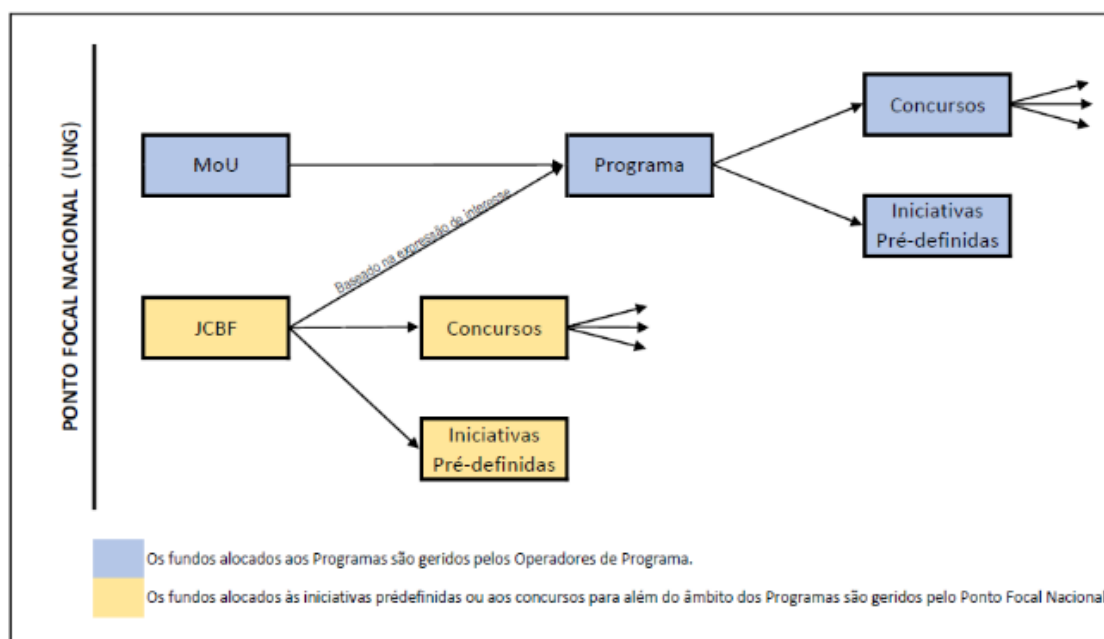 PONTO FOCAL NACIONAL (UNG)
MoU
Programa
Concursos
Iniciativas
Pré-definidas
Baseado na expressão de interesse
JCBF
Concursos
Iniciativas
Pré-definidas
Os fundos alocados aos Programas são geridos pelos Operadores de Programa.
Os fundos alocados às iniciativas prédefinidas ou aos concursos para além do âmbito dos Programas são geridos pelo Ponto Focal Nacional